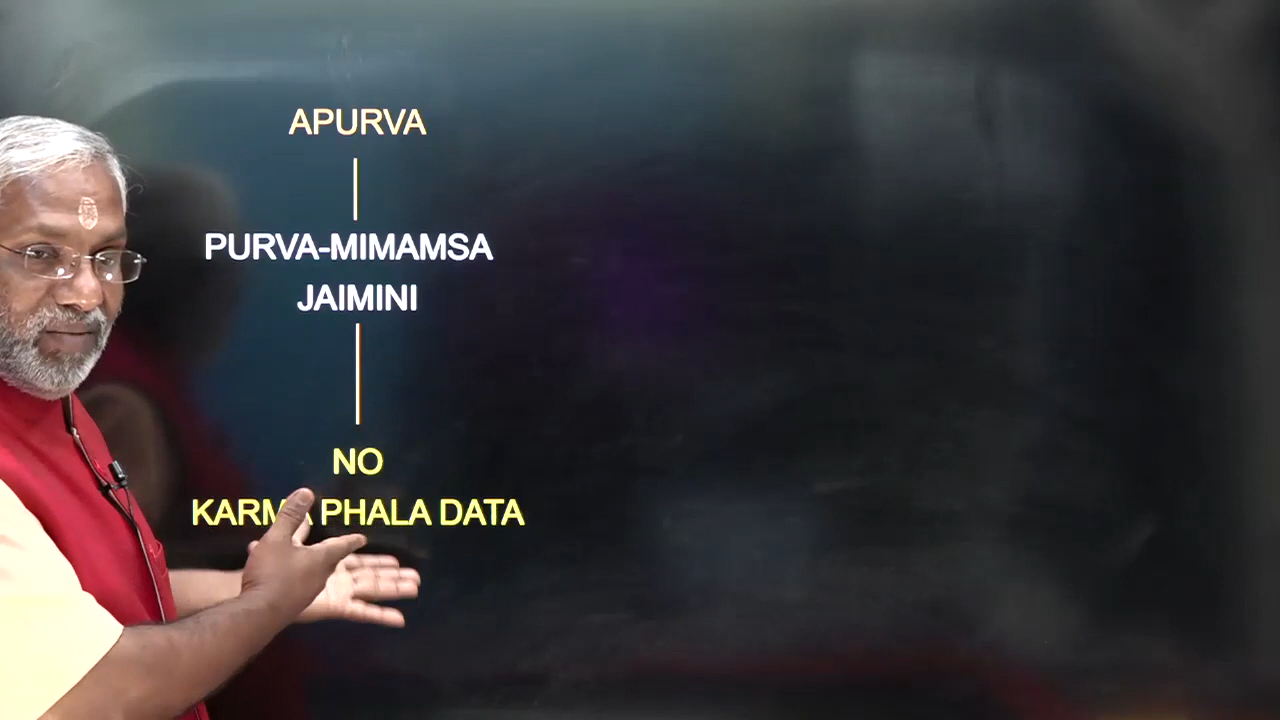 APURVA
PURVA-MIMAMSA
JAIMINI
NO
KARMA PHALA DATA